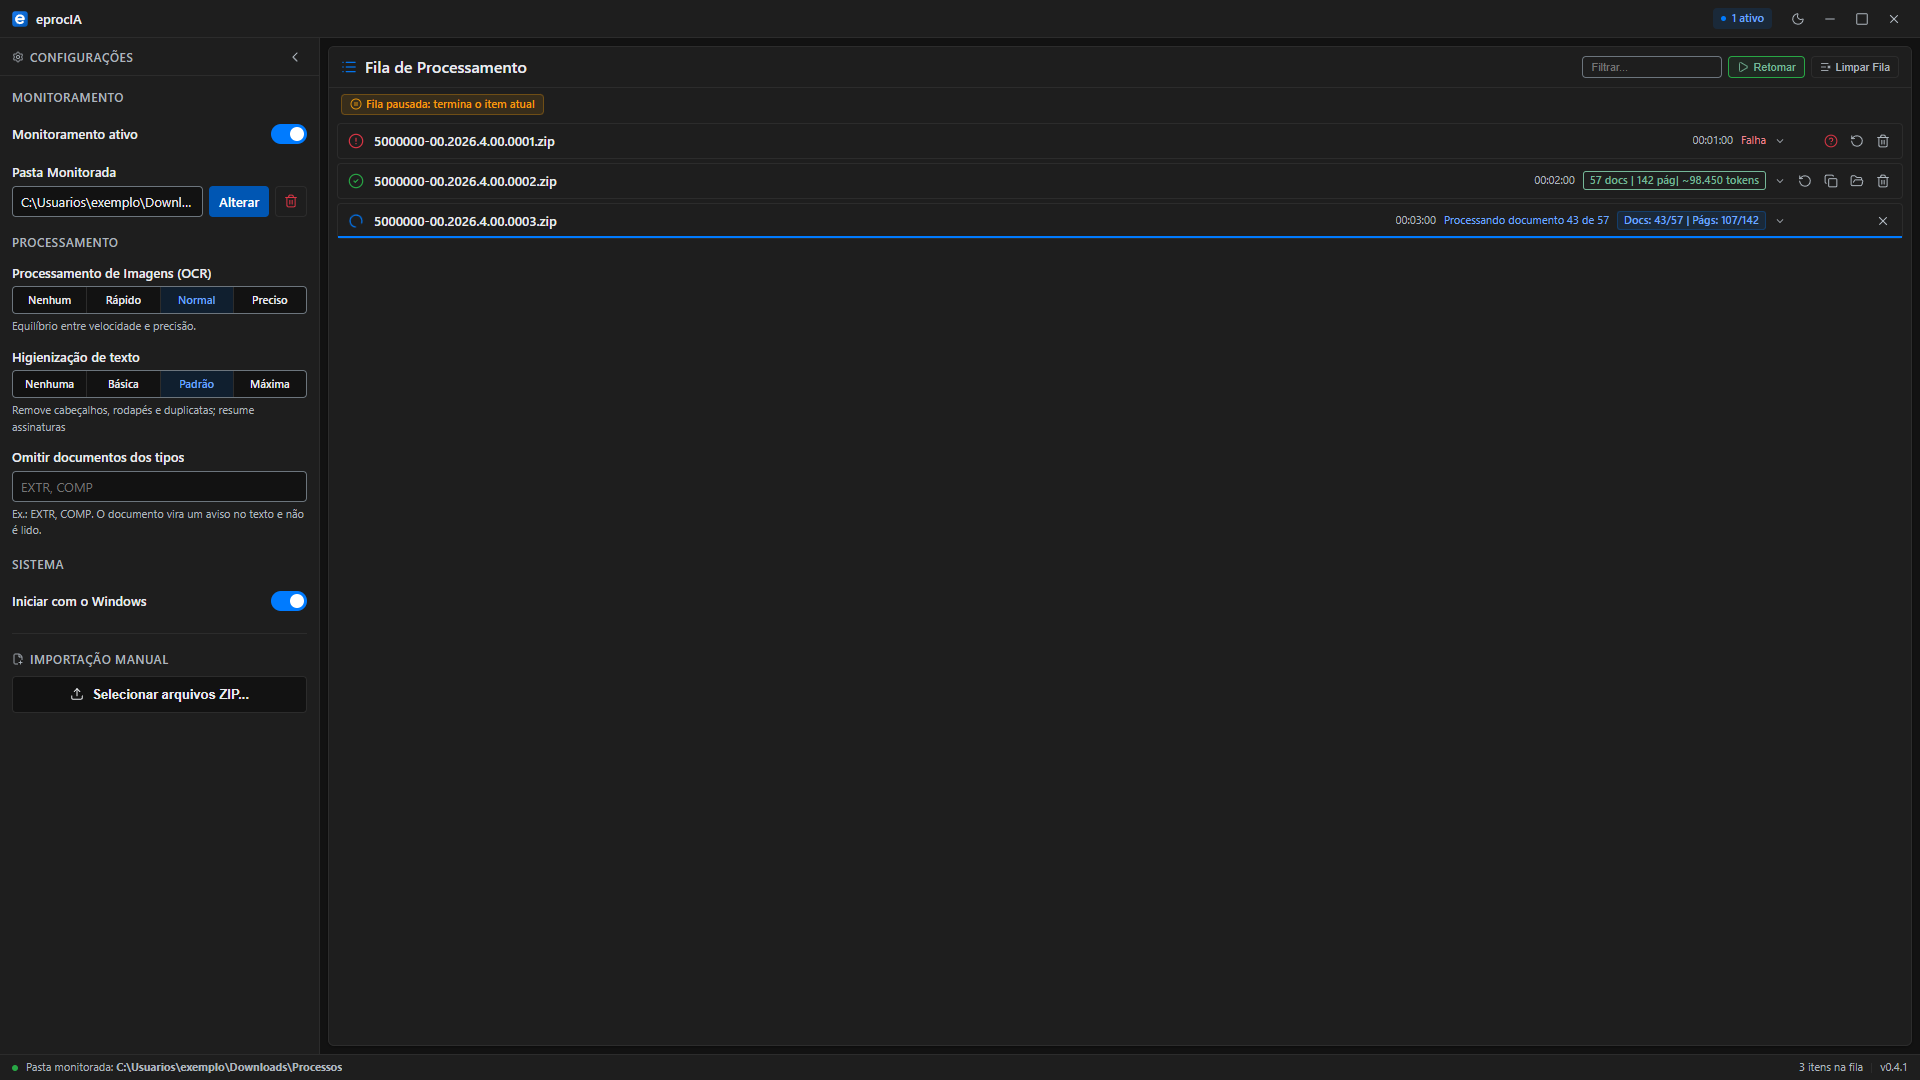 eprocIA
1 ativo
CONFIGURAÇÕES
MONITORAMENTO
Monitoramento ativo
Pasta Monitorada
C:\Usuarios\exemplo\Downl...
Alterar
PROCESSAMENTO
Processamento de Imagens (OCR)
Nenhum Rápido Normal Preciso
Equilíbrio entre velocidade e precisão.
Higienização de texto
Nenhuma Básica Padrão Máxima
Remove cabeçalhos, rodapés e duplicatas; resume
assinaturas
Omitir documentos dos tipos
EXTR, COMP
Ex.: EXTR, COMP. O documento vira um aviso no texto e não
é lido.
SISTEMA
Iniciar com o Windows
IMPORTAÇÃO MANUAL
Selecionar arquivos ZIP...
Fila de Processamento
Filtrar...
Retomar
Limpar Fila
Fila pausada: termina o item atual
5000000-00.2026.4.00.0001.zip 00:01:00 Falha
5000000-00.2026.4.00.0002.zip 00:02:00 57 docs | 142 pág| ~98.450 tokens
5000000-00.2026.4.00.0003.zip 00:03:00 Processando documento 43 de 57 Docs: 43/57 | Págs: 107/142
Pasta monitorada: C:\Usuarios\exemplo\Downloads\Processos
3 itens na fila
v0.4.1